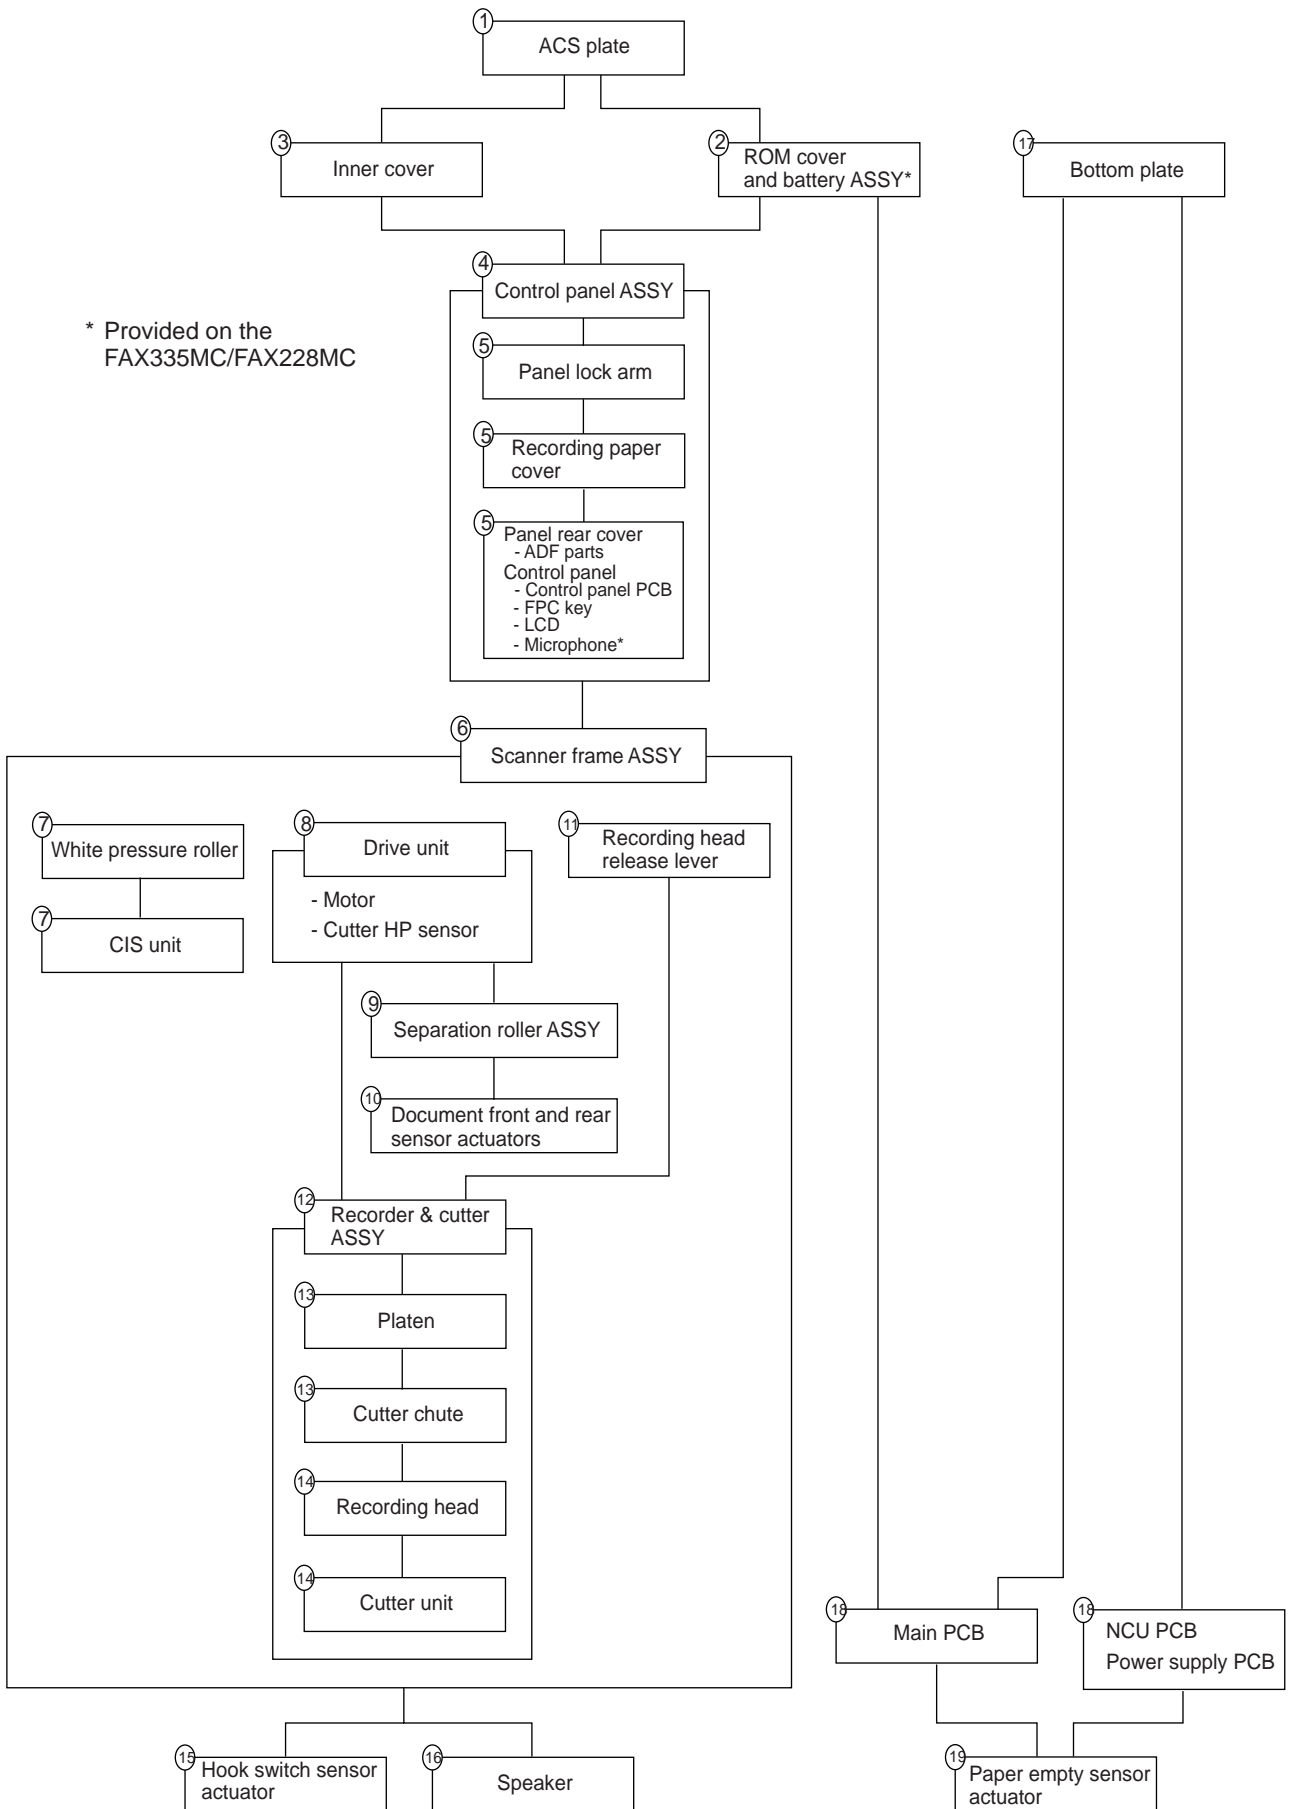 1
ACS plate
3
Inner cover
2
ROM cover
and battery ASSY*
17
Bottom plate
4
Control panel ASSY
* Provided on the
FAX335MC/FAX228MC
5
Panel lock arm
5
Recording paper
cover
5
Panel rear cover
- ADF parts
Control panel
- Control panel PCB
- FPC key
- LCD
- Microphone*
6
Scanner frame ASSY
7
White pressure roller
8
Drive unit
11
Recording head
release lever
- Motor
- Cutter HP sensor
7
CIS unit
9
Separation roller ASSY
10
Document front and rear
sensor actuators
12
Recorder & cutter
ASSY
13
Platen
13
Cutter chute
14
Recording head
14
Cutter unit
18
Main PCB
18
NCU PCB
Power supply PCB
15
Hook switch sensor
actuator
16
Speaker
19
Paper empty sensor
actuator